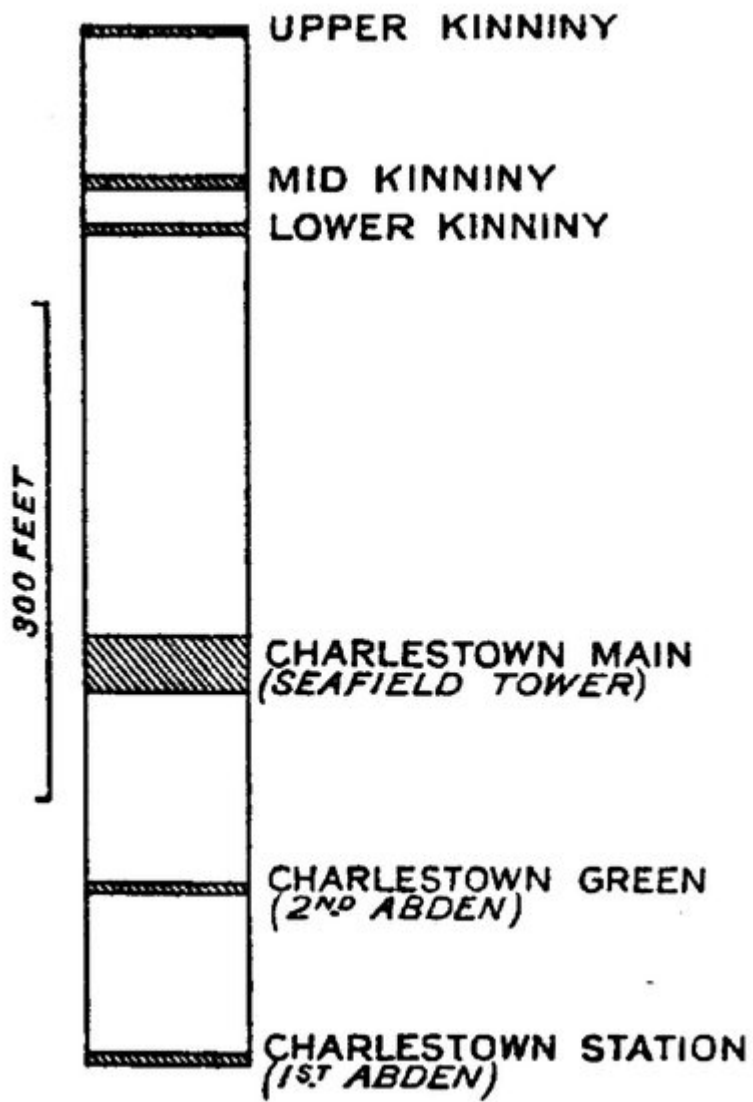 UPPER KINNINY
MID KINNINY
LOWER KINNINY
300 FEET
CHARLESTOWN MAIN
(SEAFIELD TOWER)
CHARLESTOWN GREEN
(2ND ABDEN)
CHARLESTOWN STATION
(1ST ABDEN)